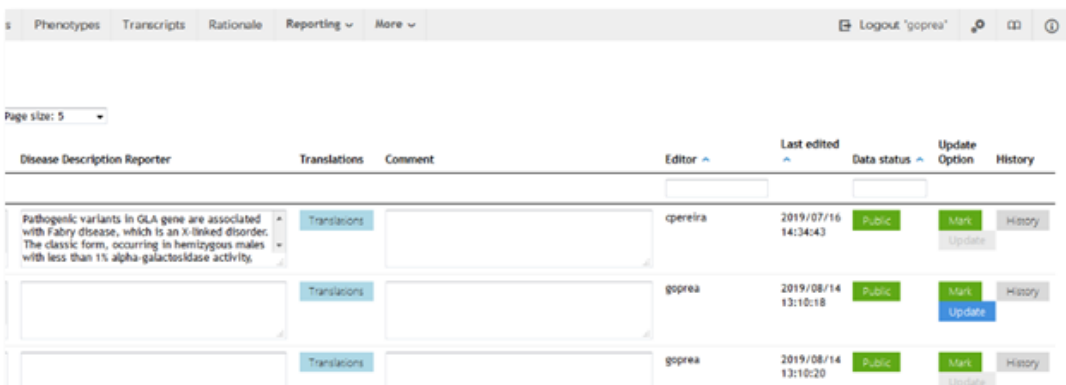 s Phenotypes Transcripts Rationale Reporting More Logout "goprea"
Page size: 5
Disease Description Reporter Translations Comment Editor Last edited Data status Update Option History
Pathogenic variants in GLA gene are associated
with Fabry disease, which is an X-linked disorder.
The classic form, occurring in hemizygous males
with less than 1% alpha-galactosidase activity,
Translations cpereira 2019/07/16 14:34:43 Public Mark Update History
Translations goprea 2019/08/14 13:10:18 Public Mark Update History
Translations goprea 2019/08/14 13:10:20 Public Mark Update History